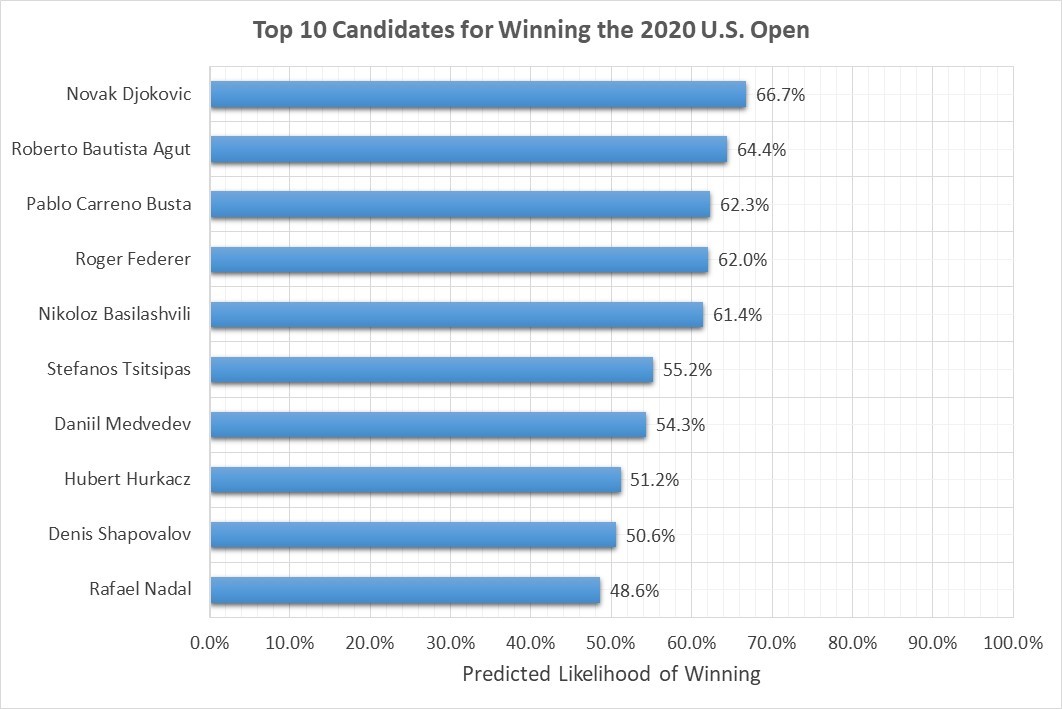 Top 10 Candidates for Winning the 2020 U.S. Open
Novak Djokovic 66.7%
Roberto Bautista Agut 64.4%
Pablo Carreno Busta 62.3%
Roger Federer 62.0%
Nikoloz Basilashvili 61.4%
Stefanos Tsitsipas 55.2%
Daniil Medvedev 54.3%
Hubert Hurkacz 51.2%
Denis Shapovalov 50.6%
Rafael Nadal 48.6%
0.0% 10.0% 20.0% 30.0% 40.0% 50.0% 60.0% 70.0% 80.0% 90.0% 100.0%
Predicted Likelihood of Winning